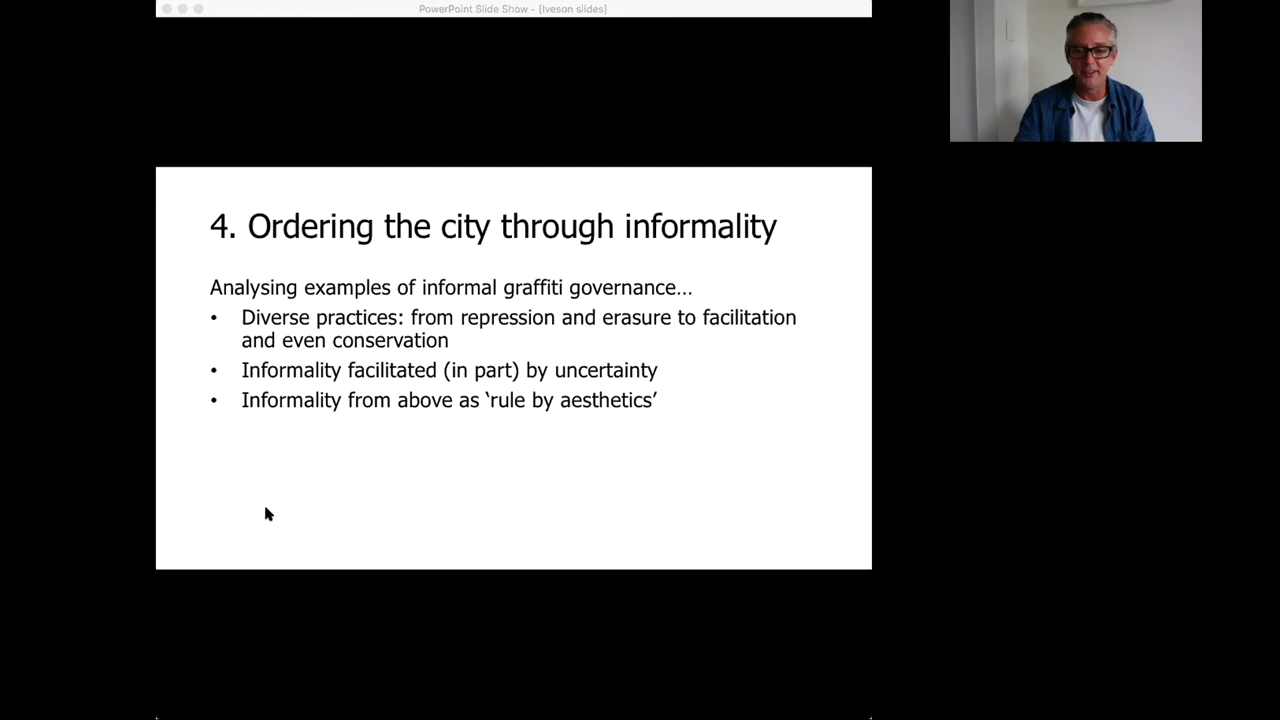 PowerPoint Slide Show - [Iveson slides]
4. Ordering the city through informality
Analysing examples of informal graffiti governance…
• Diverse practices: from repression and erasure to facilitation
and even conservation
• Informality facilitated (in part) by uncertainty
• Informality from above as ‘rule by aesthetics’